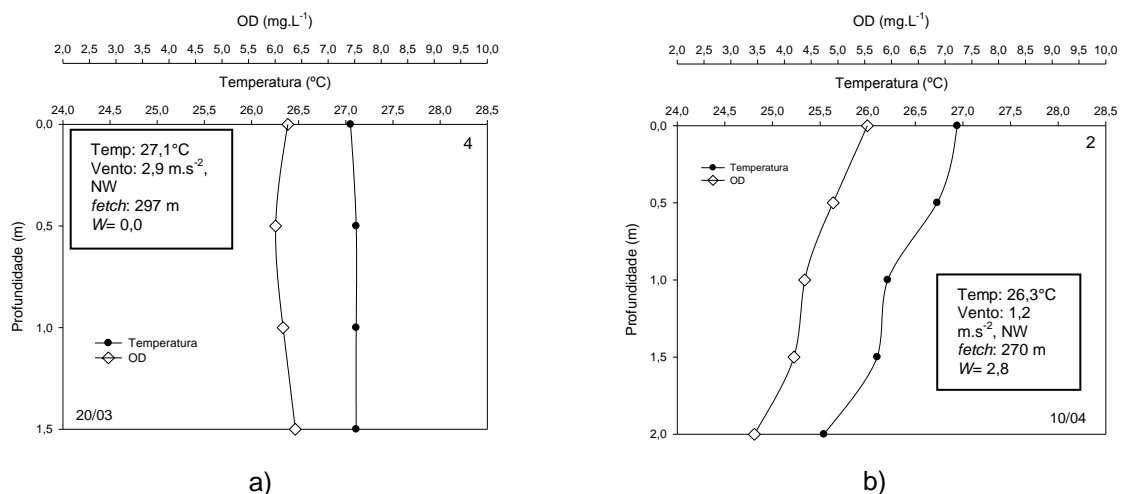 OD (mg.L-1)
2,0 2,5 3,0 3,5 4,0 4,5 5,0 5,5 6,0 6,5 7,0 7,5 8,0 8,5 9,0 9,5 10,0
Temperatura (ºC)
24,0 24,5 25,0 25,5 26,0 26,5 27,0 27,5 28,0 28,5
Profundidade (m)
0,0
0,5
1,0
1,5
4
Temp: 27,1°C
Vento: 2,9 m.s-2,
NW
fetch: 297 m
W= 0,0
Temperatura
OD
20/03
a)
OD (mg.L-1)
2,0 2,5 3,0 3,5 4,0 4,5 5,0 5,5 6,0 6,5 7,0 7,5 8,0 8,5 9,0 9,5 10,0
Temperatura (ºC)
24,0 24,5 25,0 25,5 26,0 26,5 27,0 27,5 28,0 28,5
Profundidade (m)
0,0
0,5
1,0
1,5
2,0
2
Temperatura
OD
Temp: 26,3°C
Vento: 1,2
m.s-2, NW
fetch: 270 m
W= 2,8
10/04
b)